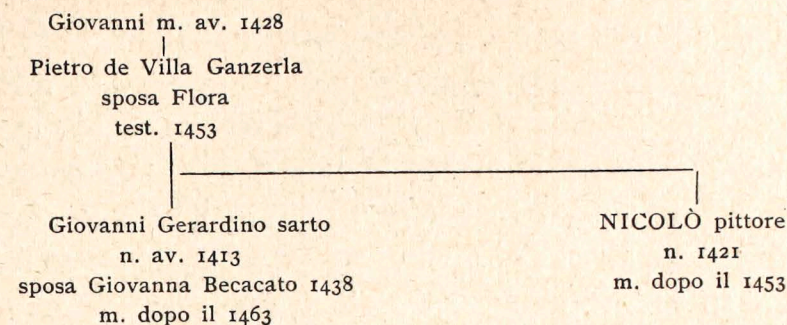 Giovanni m. av. 1428
Pietro de Villa Ganzerla
sposa Flora
test. 1453
Giovanni Gerardino sarto
n. av. 1413
sposa Giovanna Becacato 1438
m. dopo il 1463
NICOLÒ pittore
n. 1421
m. dopo il 1453